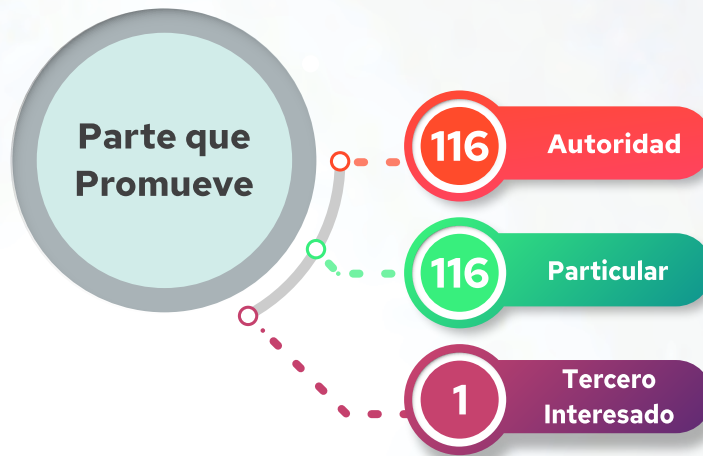 Parte que
Promueve
116
Autoridad
116
Particular
1
Tercero
Interesado